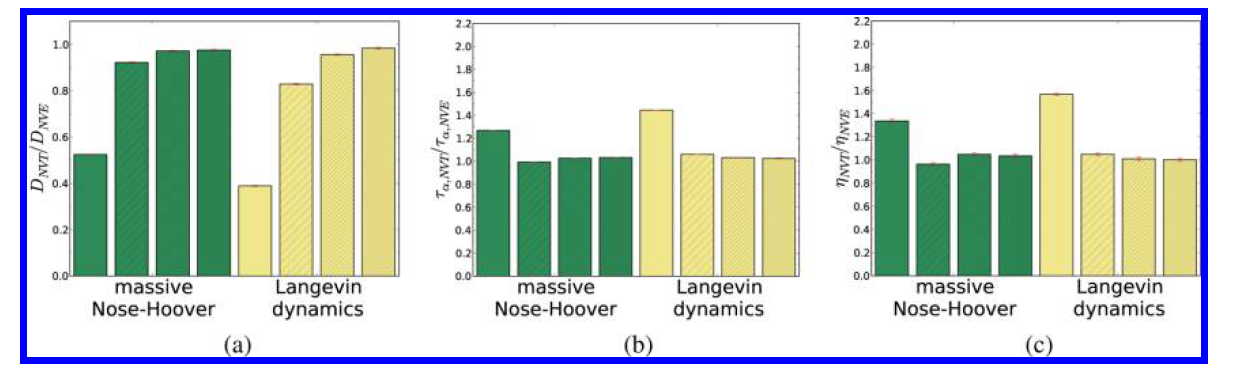 1.0
0.8
0.6
0.4
0.2
0.0
D_NVT/D_NVE
massive
Nose-Hoover
Langevin
dynamics
(a)
2.2
2.0
1.8
1.6
1.4
1.2
1.0
0.8
0.6
0.4
0.2
0.0
τ_α,NVT/τ_α,NVE
massive
Nose-Hoover
Langevin
dynamics
(b)
2.2
2.0
1.8
1.6
1.4
1.2
1.0
0.8
0.6
0.4
0.2
0.0
η_NVT/η_NVE
massive
Nose-Hoover
Langevin
dynamics
(c)